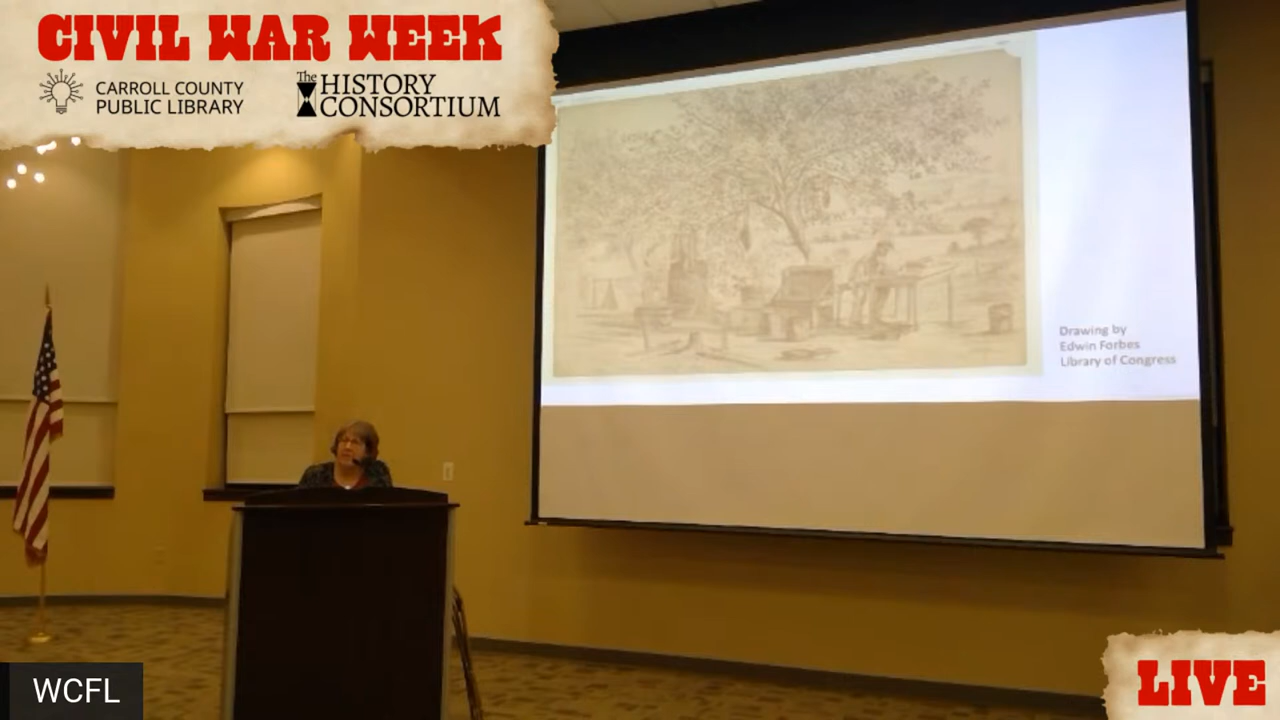 CIVIL WAR WEEK
CARROLL COUNTY
PUBLIC LIBRARY
The HISTORY
CONSORTIUM
Drawing by
Edwin Forbes
Library of Congress
WCFL
LIVE